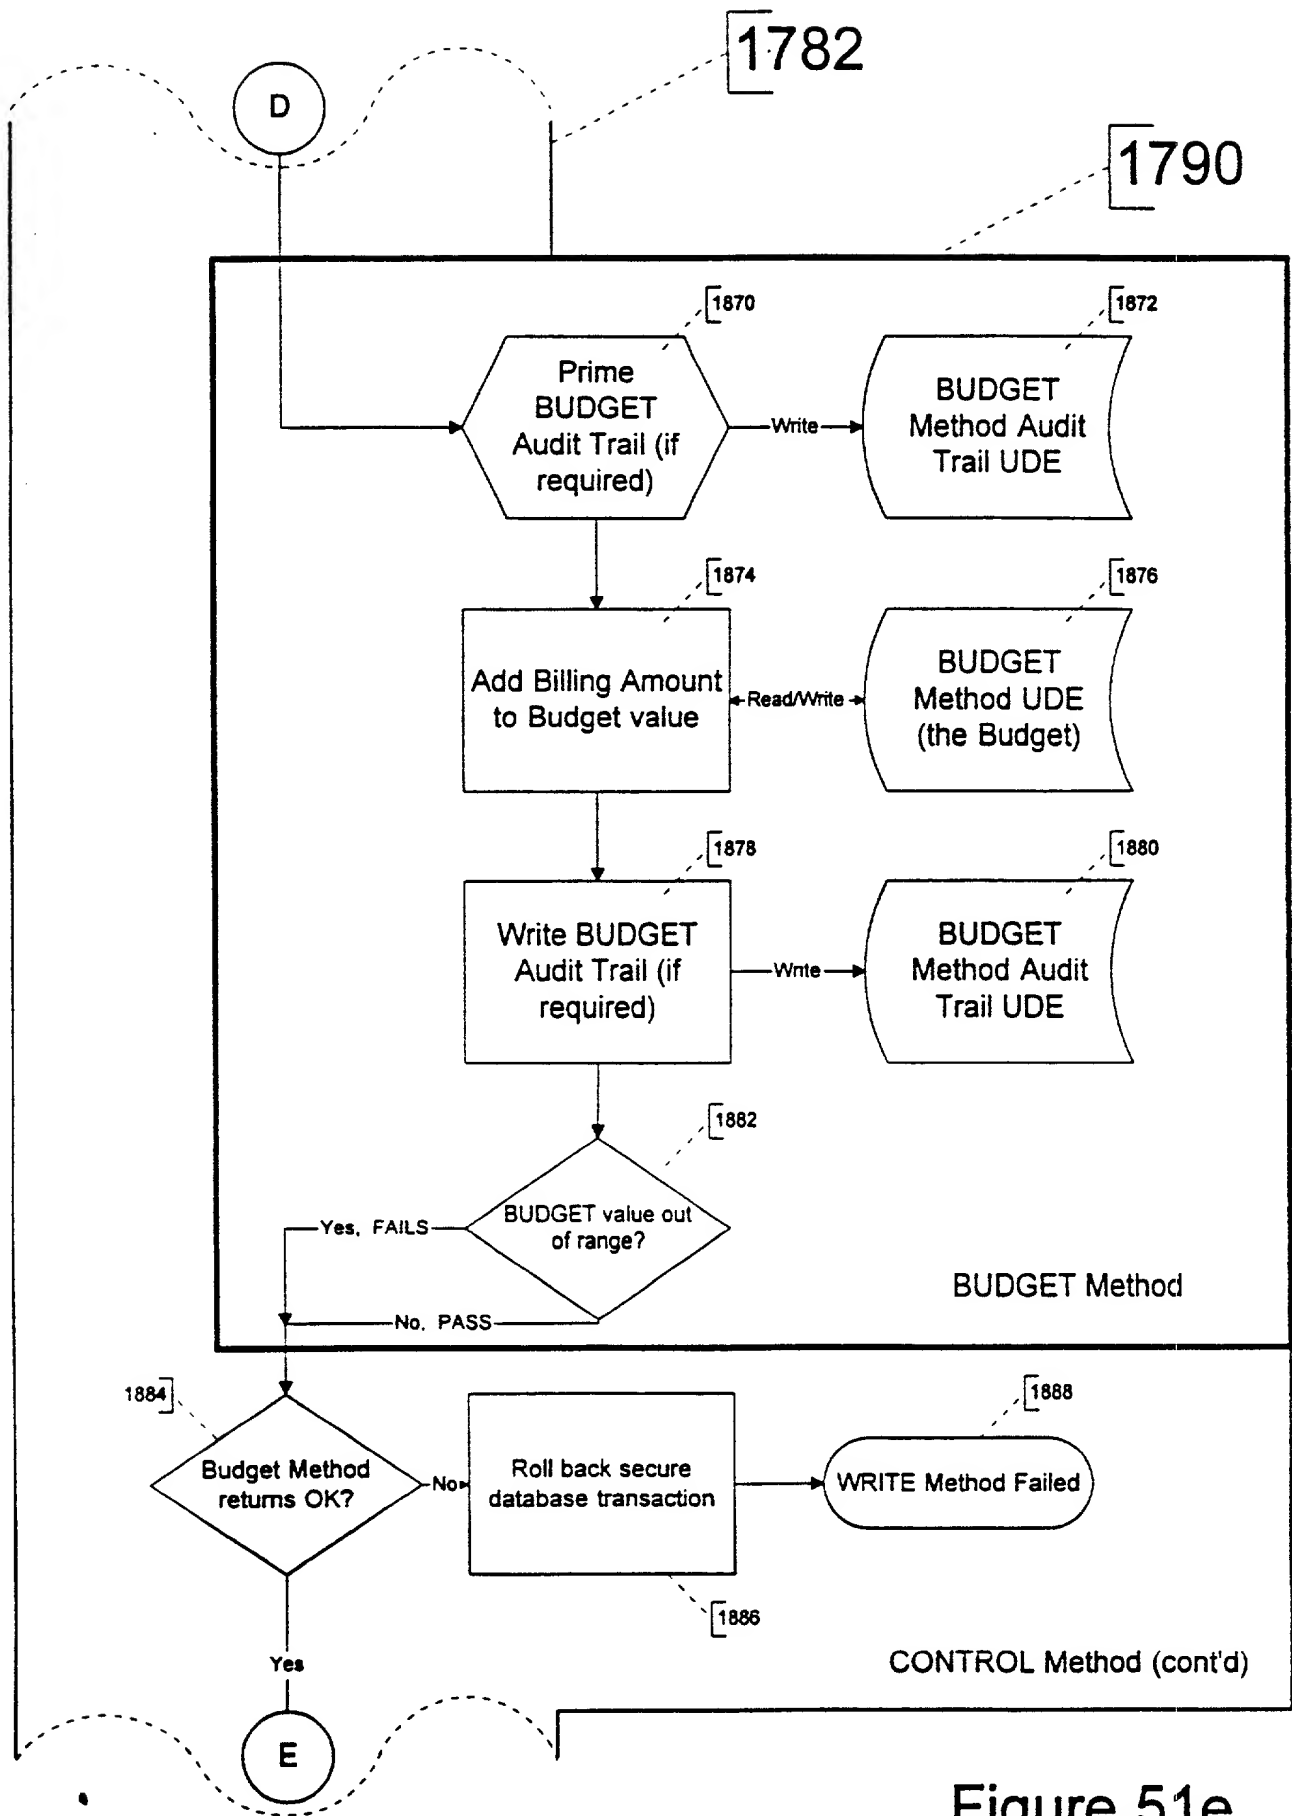 1782
D
1790
1870
1872
Prime
BUDGET
Audit Trail (if
required)
Write
BUDGET
Method Audit
Trail UDE
1874
1876
Add Billing Amount
to Budget value
Read/Write
BUDGET
Method UDE
(the Budget)
1878
1880
Write BUDGET
Audit Trail (if
required)
Write
BUDGET
Method Audit
Trail UDE
1882
BUDGET value out
of range?
Yes, FAILS
No, PASS
BUDGET Method
1884
1888
Budget Method
returns OK?
No
Roll back secure
database transaction
WRITE Method Failed
1886
Yes
CONTROL Method (cont'd)
E
Figure 51e